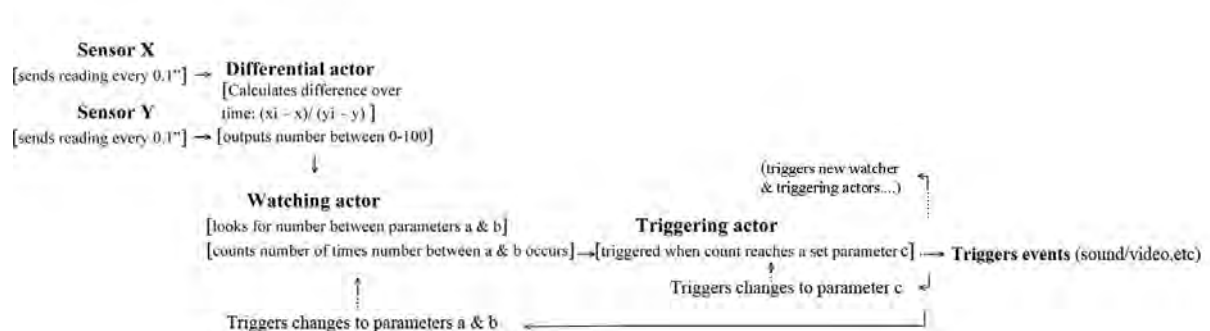 Sensor X
[sends reading every 0.1"] → Differential actor
[Calculates difference over
Sensor Y
time: (xi – x)/ (yi – y) ]
[sends reading every 0.1"] → [outputs number between 0-100]
(triggers new watcher
& triggering actors....)
Watching actor
[looks for number between parameters a & b]
Triggering actor
[counts number of times number between a & b occurs] → [triggered when count reaches a set parameter c] → Triggers events (sound/video,etc)
Triggers changes to parameter c
Triggers changes to parameters a & b